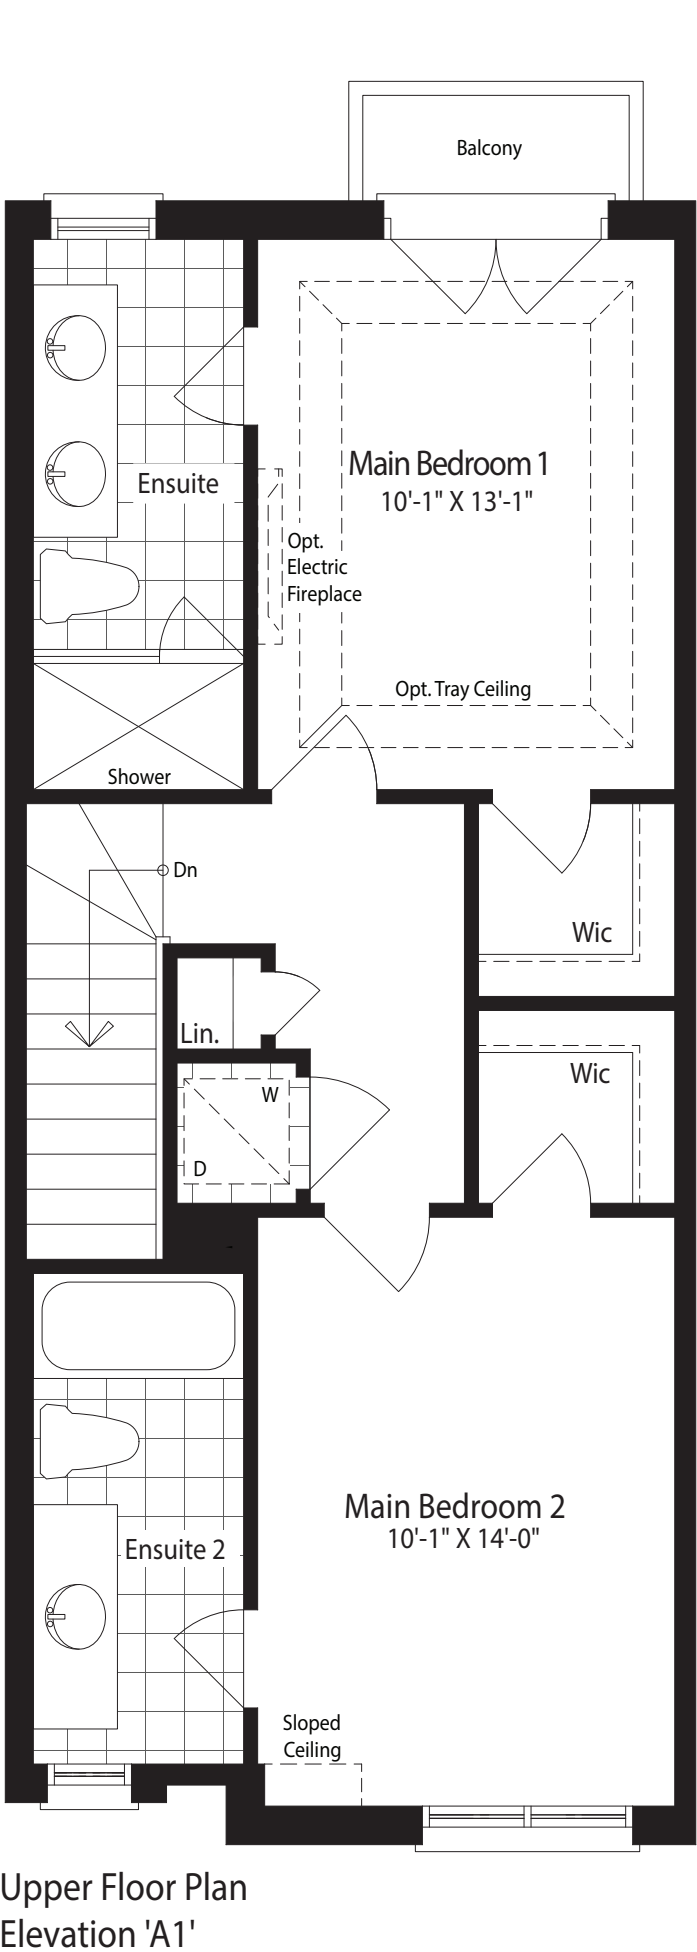 Balcony
Main Bedroom 1
10'-1" X 13'-1"
Ensuite
Opt.
Electric
Fireplace
Opt. Tray Ceiling
Shower
Dn
Wic
Lin.
Wic
W
D
Main Bedroom 2
10'-1" X 14'-0"
Ensuite 2
Sloped
Ceiling
Upper Floor Plan
Elevation 'A1'